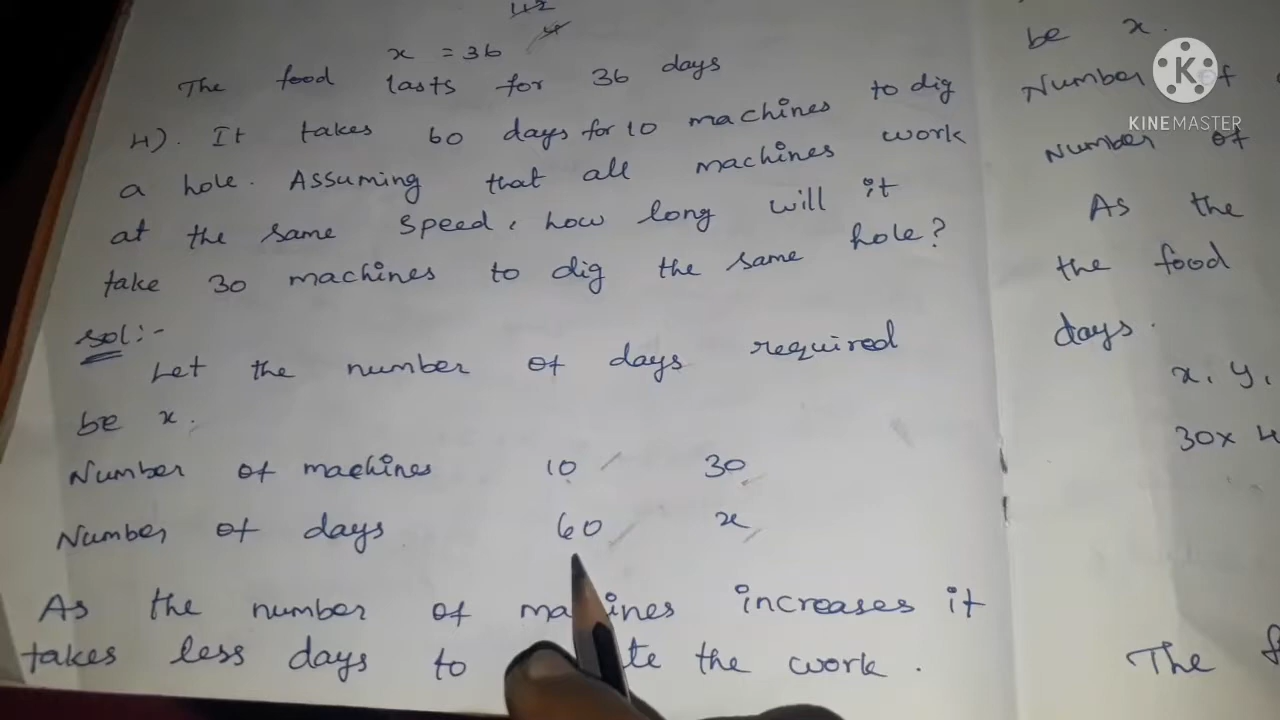 x = 36
The food lasts for 36 days
4). It takes 60 days for 10 machines to dig
a hole. Assuming that all machines work
at the same speed, how long will it
take 30 machines to dig the same hole?
Sol:-
Let the number of days required
be x.
Number of machines 10 30
Number of days 60 x
As the number of machines increases it
takes less days to the work.
be x.
Number of
Number of
As the
the food
days.
x, y,
30x 4
The
K
KINEMASTER